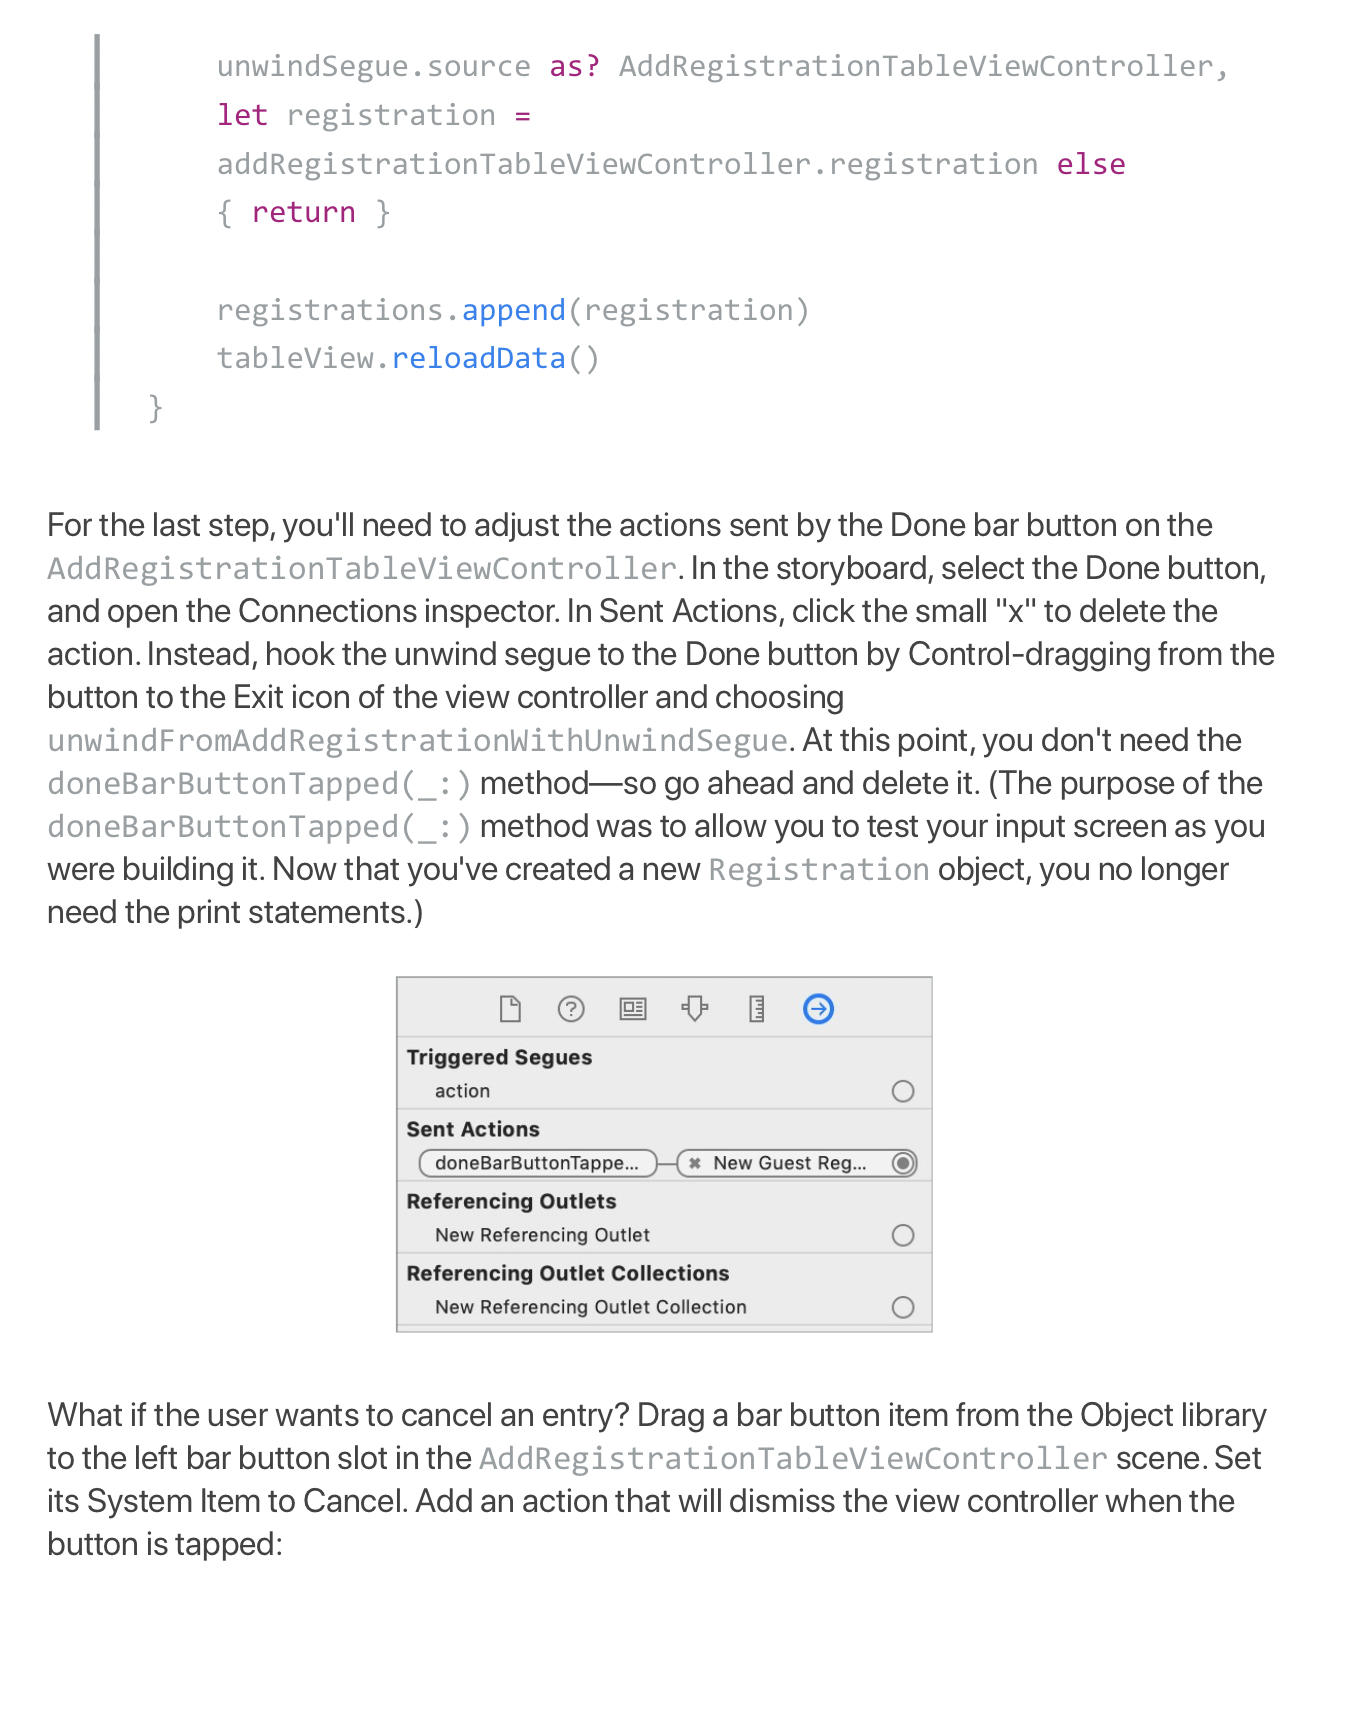 unwindSegue.source as? AddRegistrationTableViewController,
let registration =
addRegistrationTableViewController.registration else
{ return }
registrations.append(registration)
tableView.reloadData()
}
For the last step, you'll need to adjust the actions sent by the Done bar button on the
AddRegistrationTableViewController. In the storyboard, select the Done button,
and open the Connections inspector. In Sent Actions, click the small "x" to delete the
action. Instead, hook the unwind segue to the Done button by Control-dragging from the
button to the Exit icon of the view controller and choosing
unwindFromAddRegistrationWithUnwindSegue. At this point, you don't need the
doneBarButtonTapped(_:) method—so go ahead and delete it. (The purpose of the
doneBarButtonTapped(_:) method was to allow you to test your input screen as you
were building it. Now that you've created a new Registration object, you no longer
need the print statements.)
Triggered Segues
action
Sent Actions
doneBarButtonTappe... New Guest Reg...
Referencing Outlets
New Referencing Outlet
Referencing Outlet Collections
New Referencing Outlet Collection
What if the user wants to cancel an entry? Drag a bar button item from the Object library
to the left bar button slot in the AddRegistrationTableViewController scene. Set
its System Item to Cancel. Add an action that will dismiss the view controller when the
button is tapped: